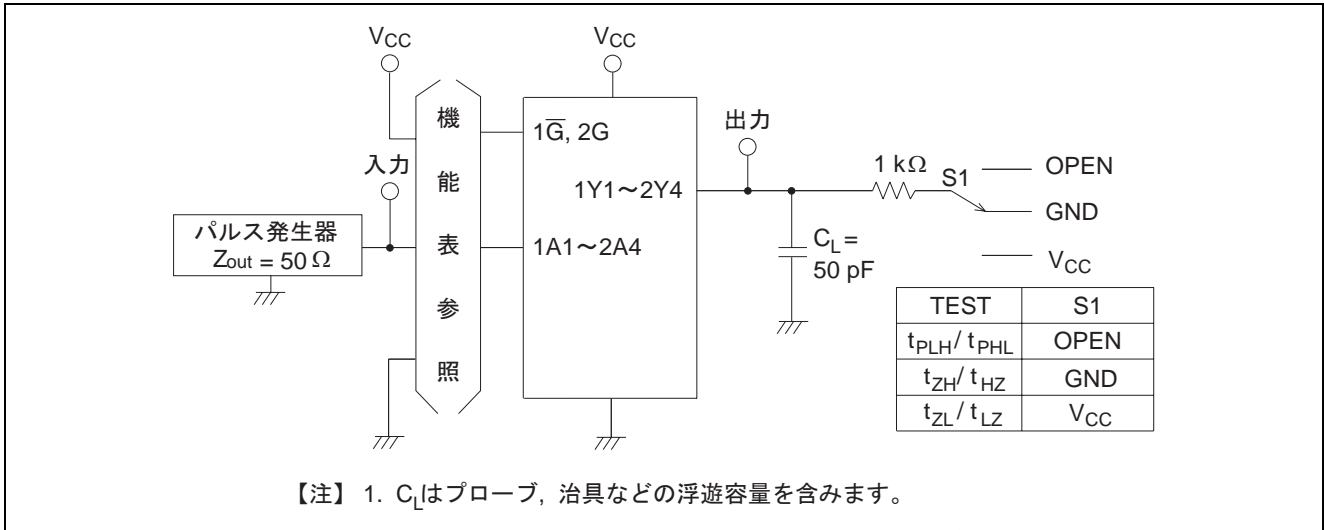 VCC
VCC
入力
パルス発生器
Zout = 50 Ω
機能表参照
1G̅, 2G
1A1～2A4
1Y1～2Y4
出力
1 kΩ
S1
OPEN
GND
VCC
CL =
50 pF
TEST S1
tPLH / tPHL OPEN
tZH / tHZ GND
tZL / tLZ VCC
【注】 1. CLはプローブ, 治具などの浮遊容量を含みます。